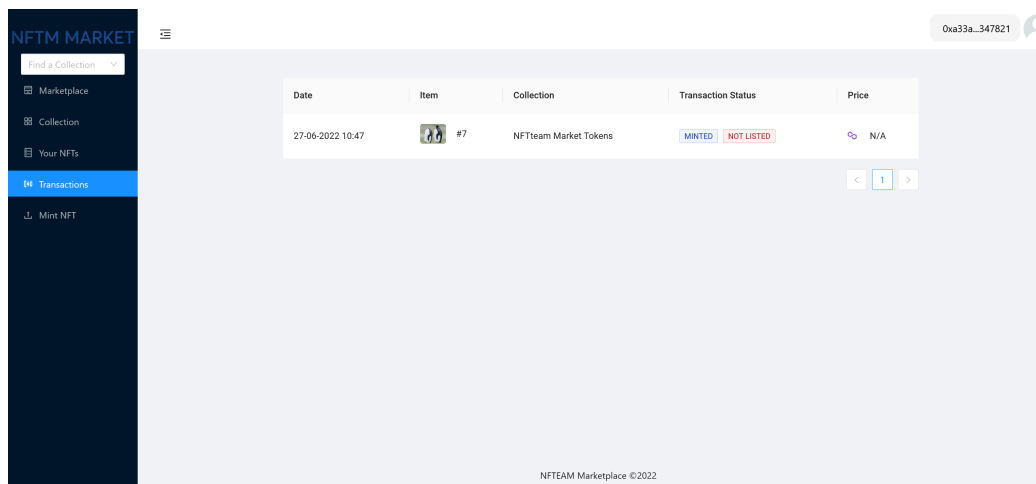 NFTM MARKET
Find a Collection
Marketplace
Collection
Your NFTs
Transactions
Mint NFT
0xa33a...347821
Date Item Collection Transaction Status Price
27-06-2022 10:47 #7 NFTteam Market Tokens MINTED NOT LISTED N/A
< 1 >
NFTEAM Marketplace ©2022